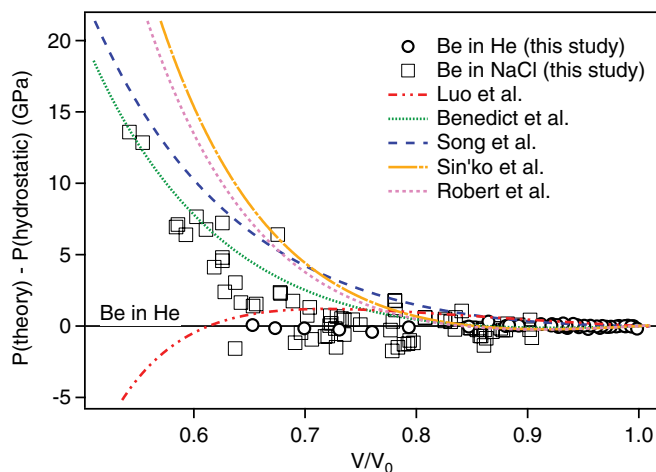 P(theory) - P(hydrostatic) (GPa)
20
15
10
5
0
-5
Be in He (this study)
Be in NaCl (this study)
Luo et al.
Benedict et al.
Song et al.
Sin'ko et al.
Robert et al.
Be in He
0.6 0.7 0.8 0.9 1.0
V/V₀